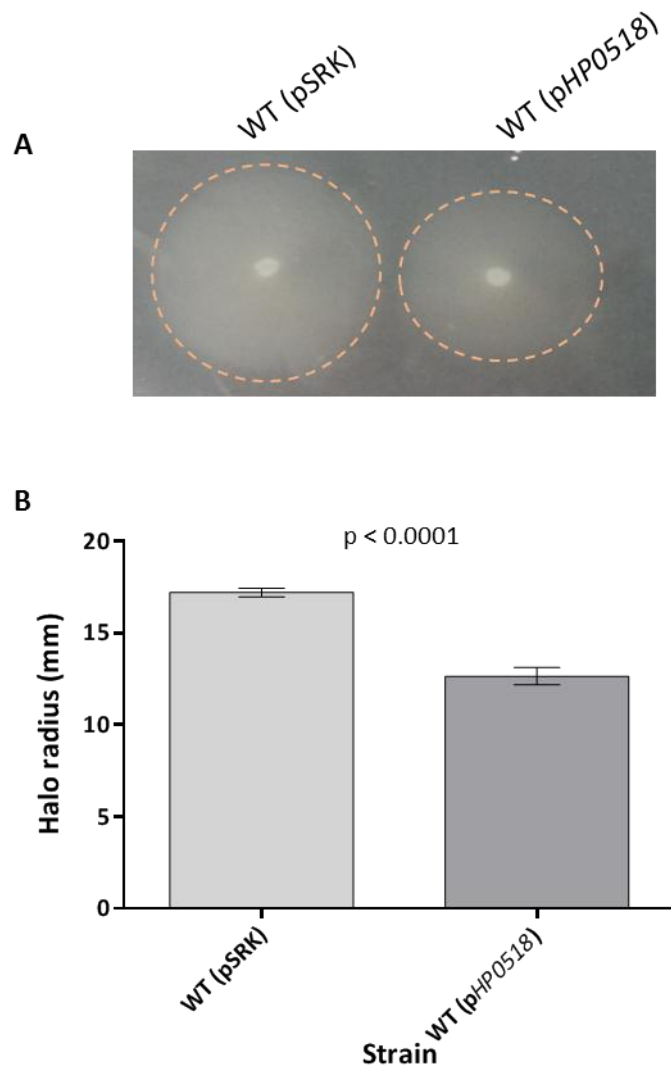 WT (pSRK)
WT (pHP0518)
A
B
p < 0.0001
20
15
10
5
0
Halo radius (mm)
WT (pSRK)
WT (pHP0518)
Strain